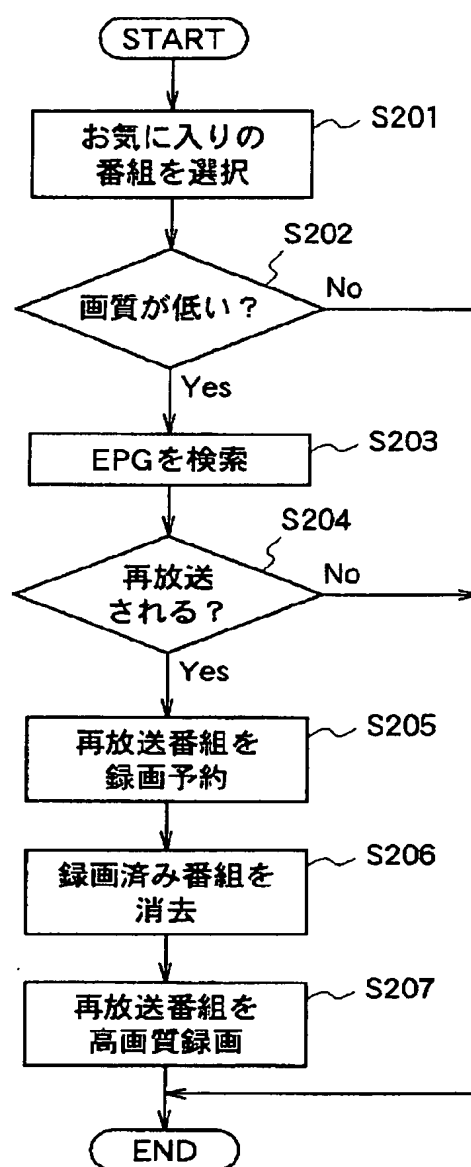 START
お気に入りの
番組を選択
S201
画質が低い？
S202
No
Yes
EPGを検索
S203
再放送
される？
S204
No
Yes
再放送番組を
録画予約
S205
録画済み番組を
消去
S206
再放送番組を
高画質録画
S207
END